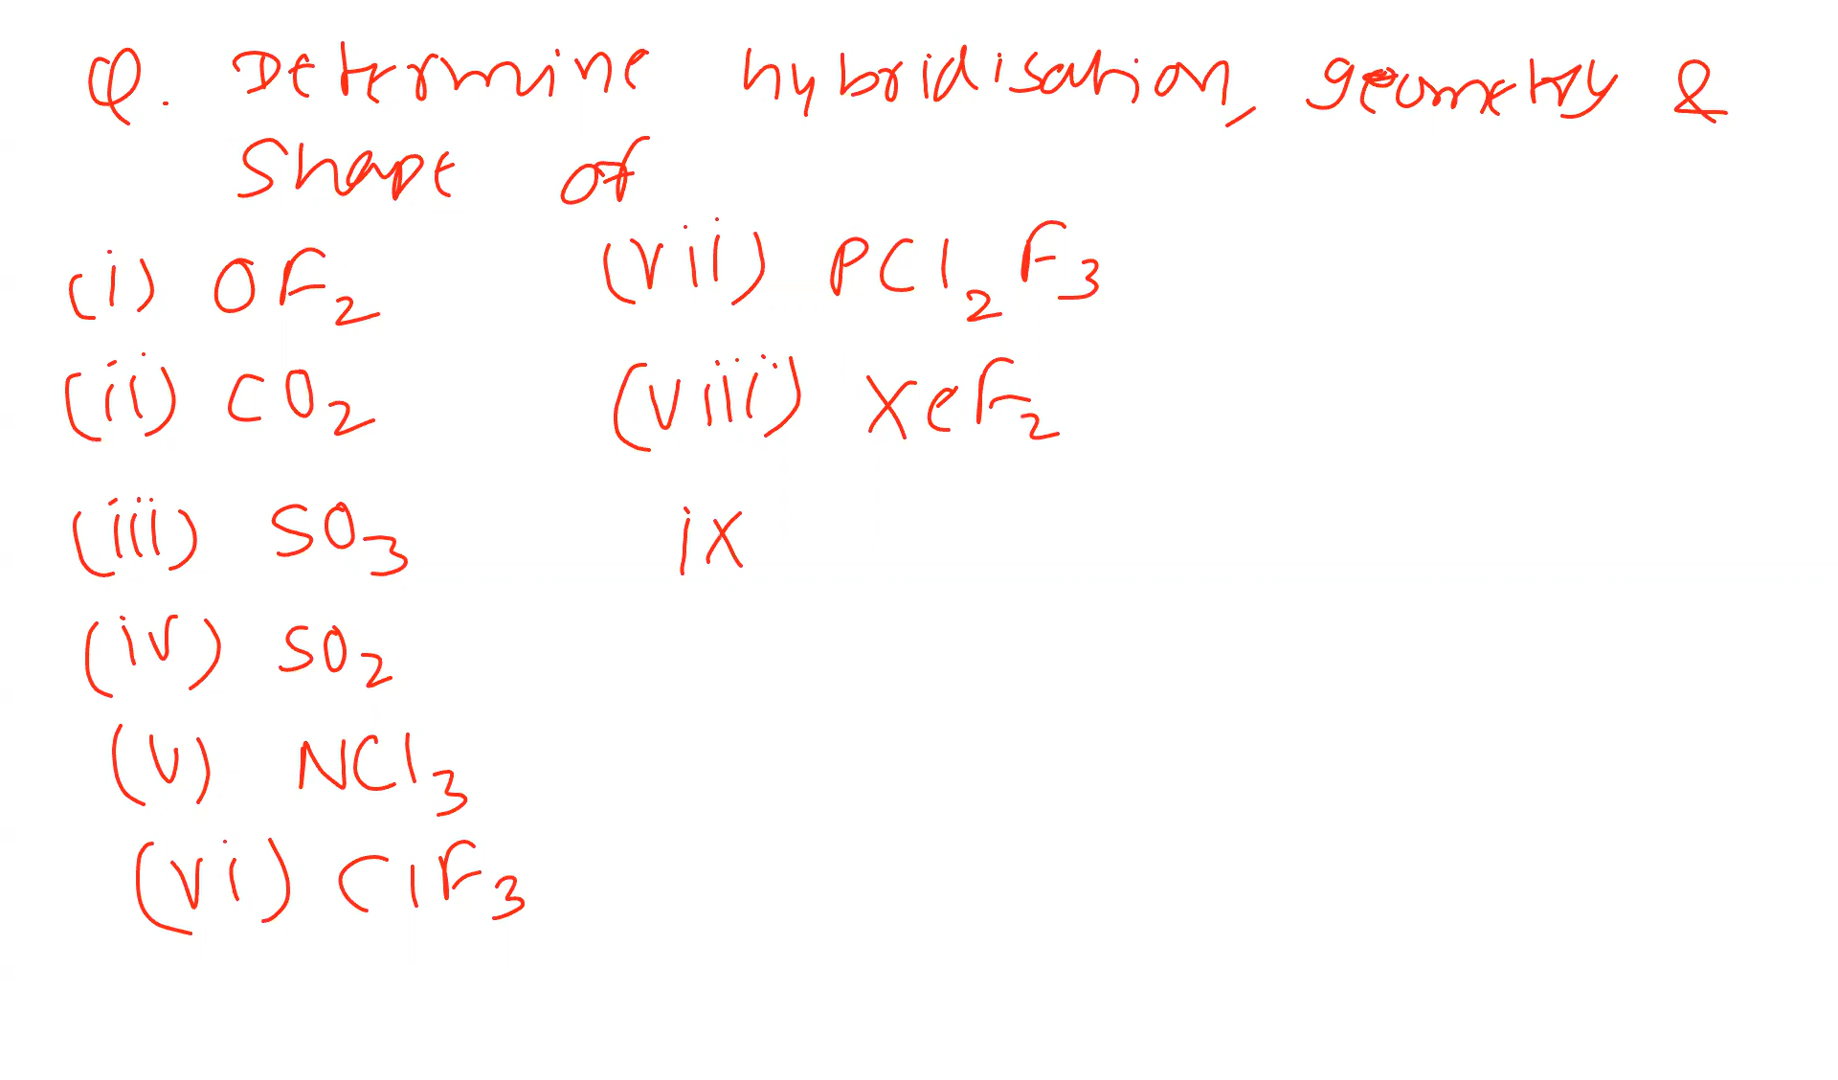 Q. Determine hybridisation, geometry &
Shape of
(i) OF2
(ii) CO2
(iii) SO3
(iv) SO2
(v) NCl3
(vi) ClF3
(vii) PCl2F3
(viii) XeF2
ix